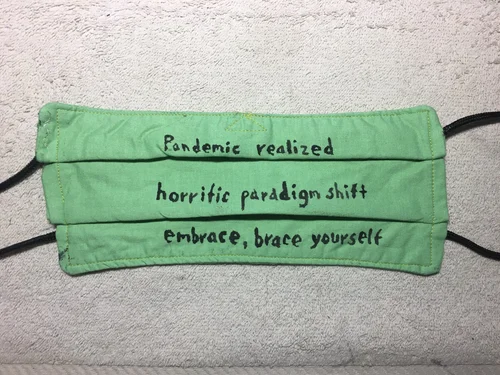 Pandemic realized
horrific paradigm shift
embrace, brace yourself